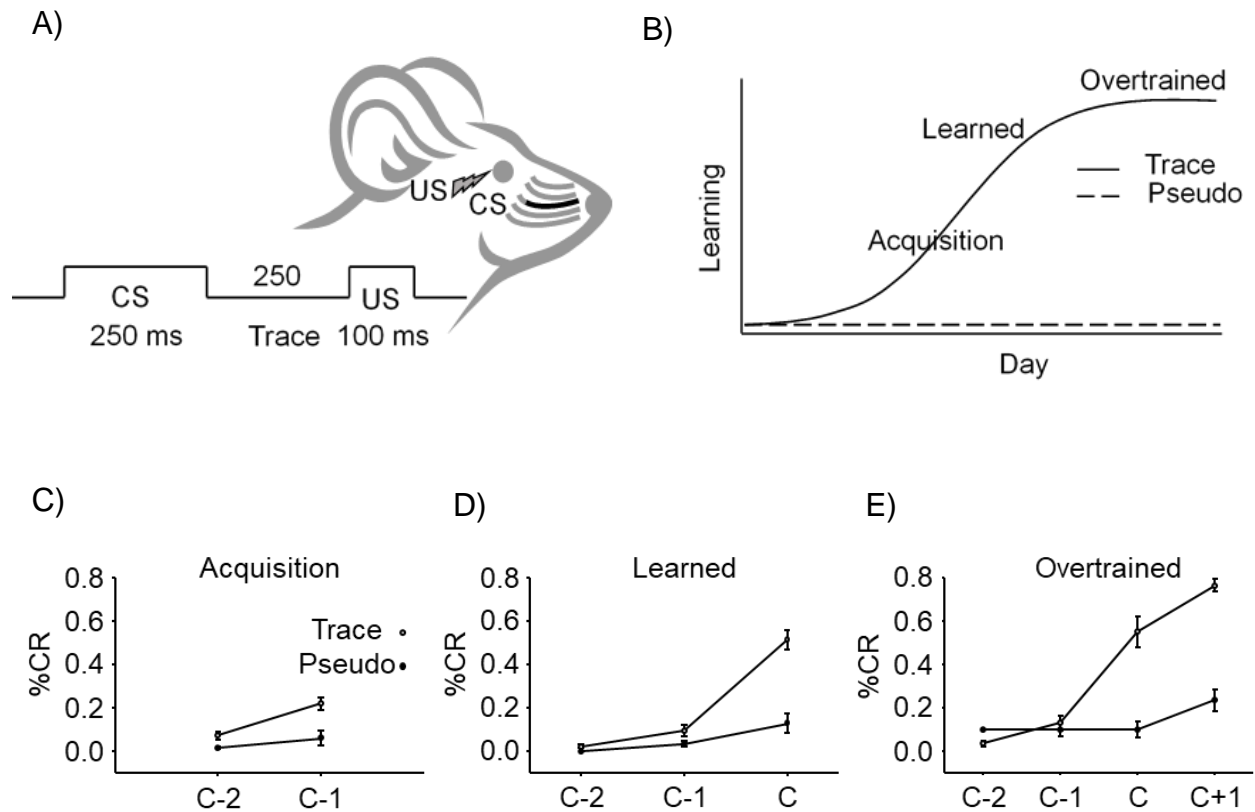 A)
US
CS
250
CS
US
250 ms
Trace
100 ms
B)
Overtrained
Learned
Trace
Pseudo
Acquisition
Learning
Day
C)
Acquisition
0.8
0.6
0.4
0.2
0.0
%CR
Trace
Pseudo
C-2
C-1
D)
Learned
0.8
0.6
0.4
0.2
0.0
%CR
C-2
C-1
C
E)
Overtrained
0.8
0.6
0.4
0.2
0.0
%CR
C-2
C-1
C
C+1